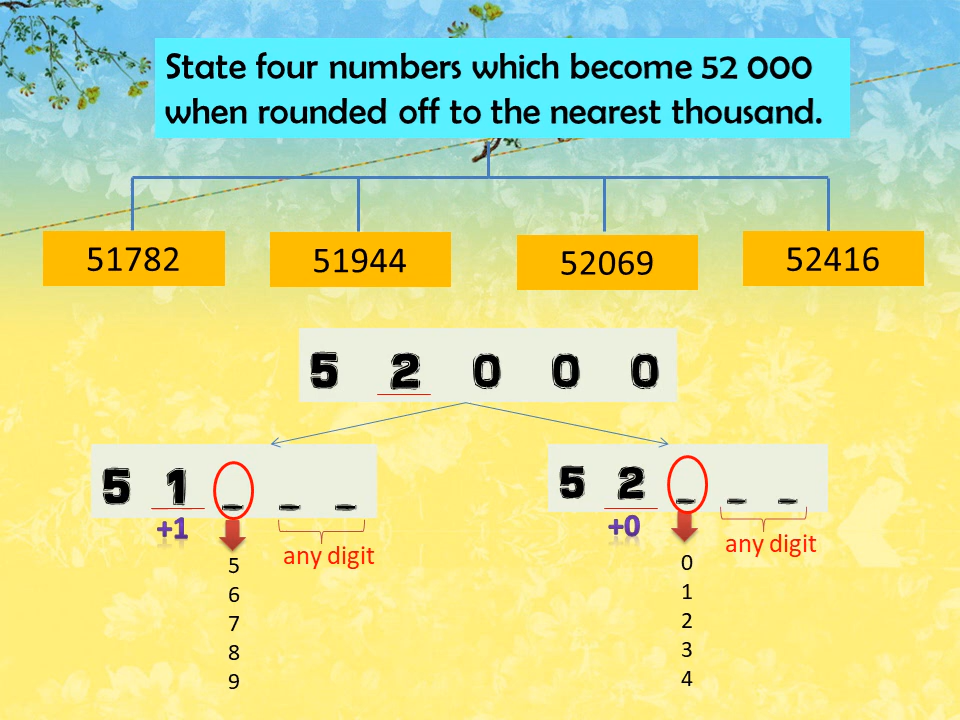 State four numbers which become 52 000
when rounded off to the nearest thousand.
51782 51944 52069 52416
5 2 0 0 0
5 1 _ _ _
+1
any digit
5
6
7
8
9
5 2 _ _ _
+0
any digit
0
1
2
3
4